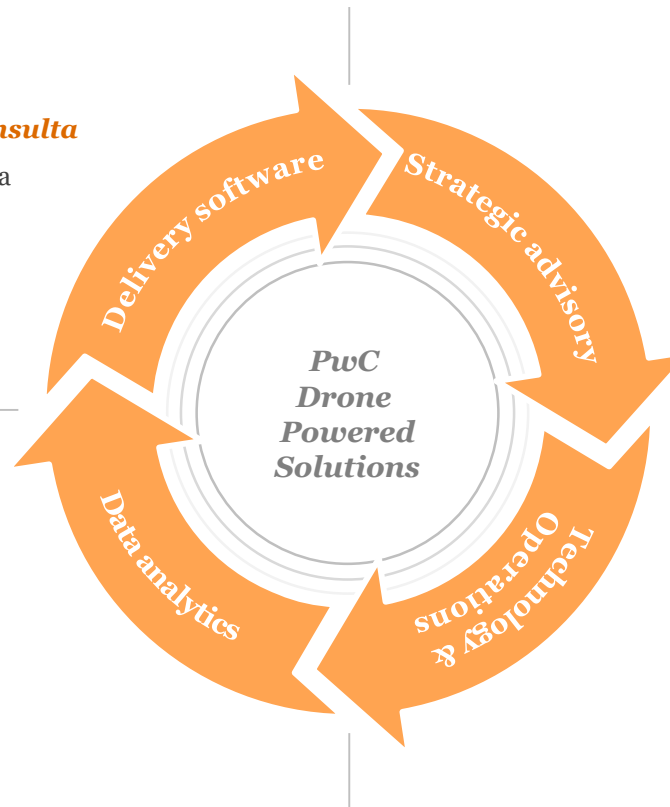 nsulta
a
Delivery software
Strategic advisory
PwC
Drone
Powered
Solutions
Data analytics
Technology &
Operations